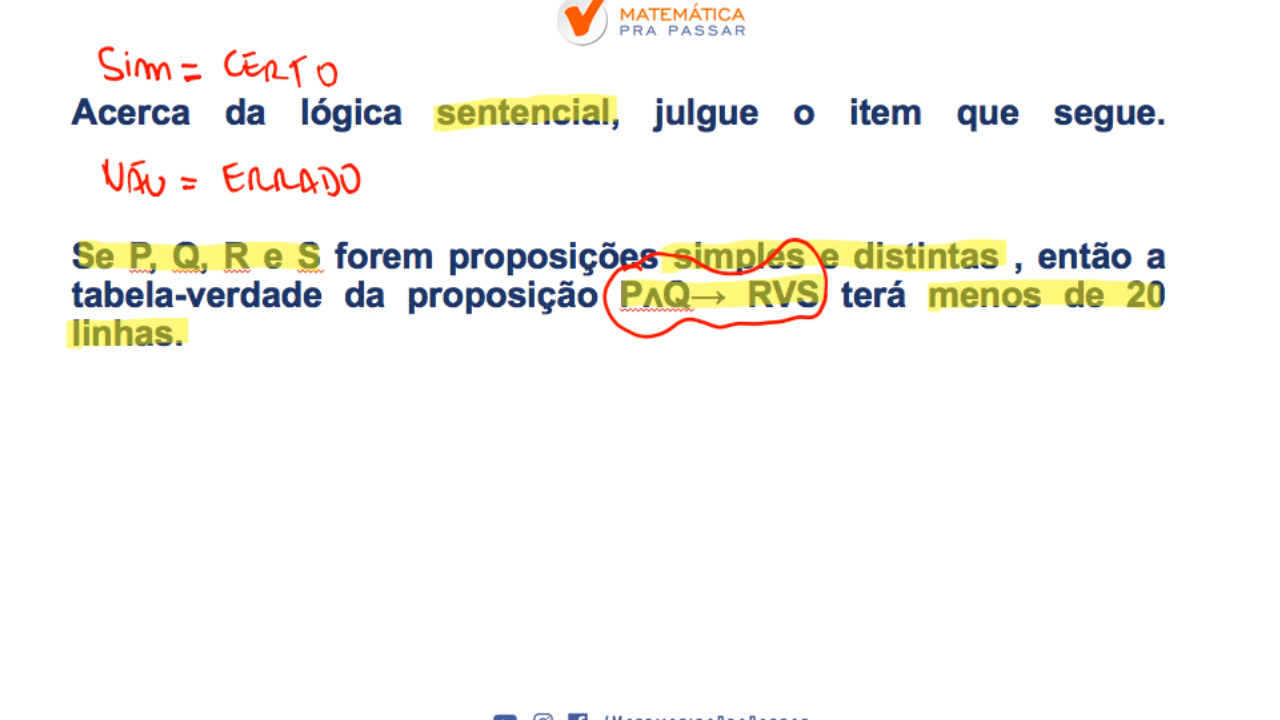 MATEMÁTICA
PRA PASSAR
Sim = CERTO
Acerca da lógica sentencial, julgue o item que segue.
NÃO = ERRADO
Se P, Q, R e S forem proposições simples e distintas , então a
tabela-verdade da proposição P∧Q→ RVS terá menos de 20
linhas.